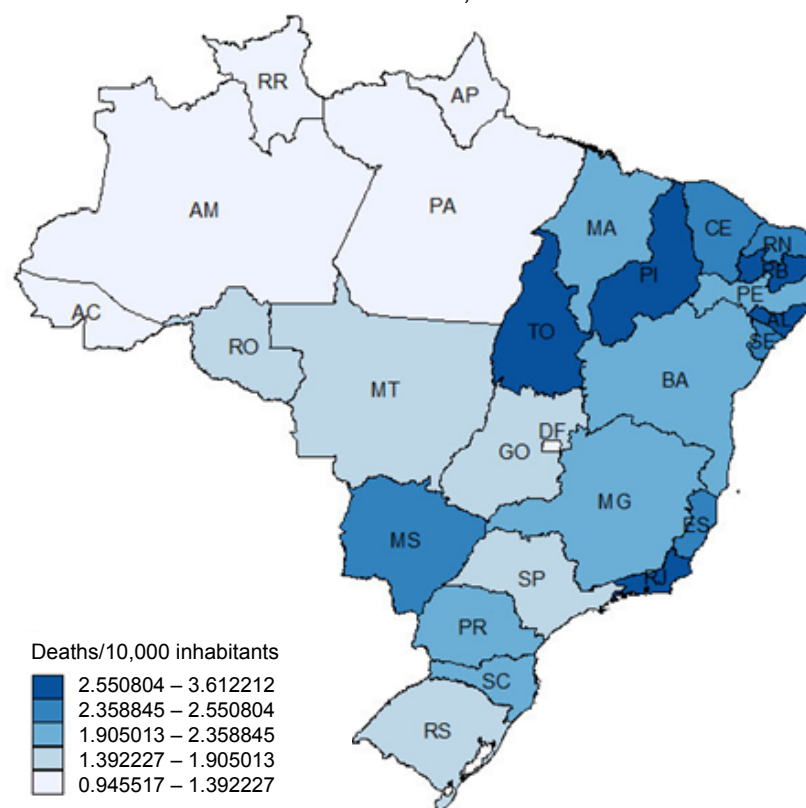 RR
AP
AM
PA
MA
CE
RN
RB
PI
PE
AL
SE
AC
RO
TO
BA
MT
DF
GO
MG
MS
ES
SP
RJ
PR
SC
RS
Deaths/10,000 inhabitants
2.550804 – 3.612212
2.358845 – 2.550804
1.905013 – 2.358845
1.392227 – 1.905013
0.945517 – 1.392227